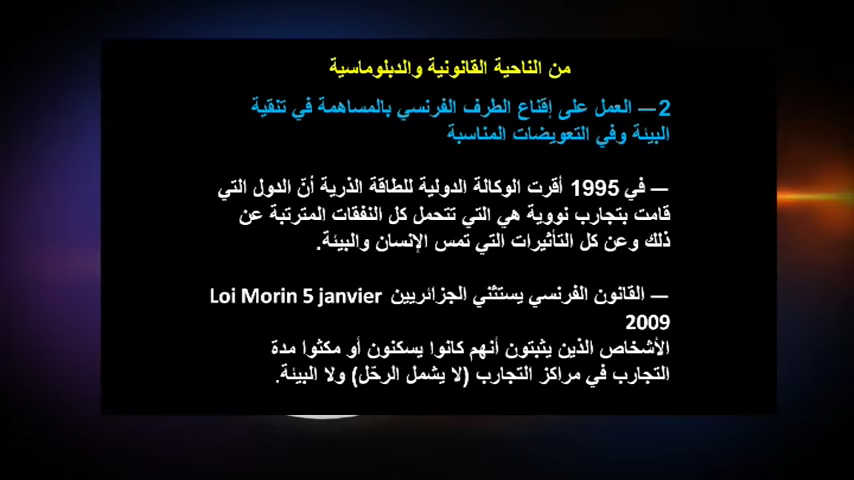 من الناحية القانونية والدبلوماسية
2— العمل على إقناع الطرف الفرنسي بالمساهمة في تنقية
البيئة وفي التعويضات المناسبة
— في 1995 أقرت الوكالة الدولية للطاقة الذرية أنّ الدول التي
قامت بتجارب نووية هي التي تتحمل كل النفقات المترتبة عن
ذلك وعن كل التأثيرات التي تمس الإنسان والبيئة.
— القانون الفرنسي يستثني الجزائريين Loi Morin 5 janvier
2009
الأشخاص الذين يثبتون أنهم كانوا يسكنون أو مكثوا مدة
التجارب في مراكز التجارب (لا يشمل الرحّل) ولا البيئة.